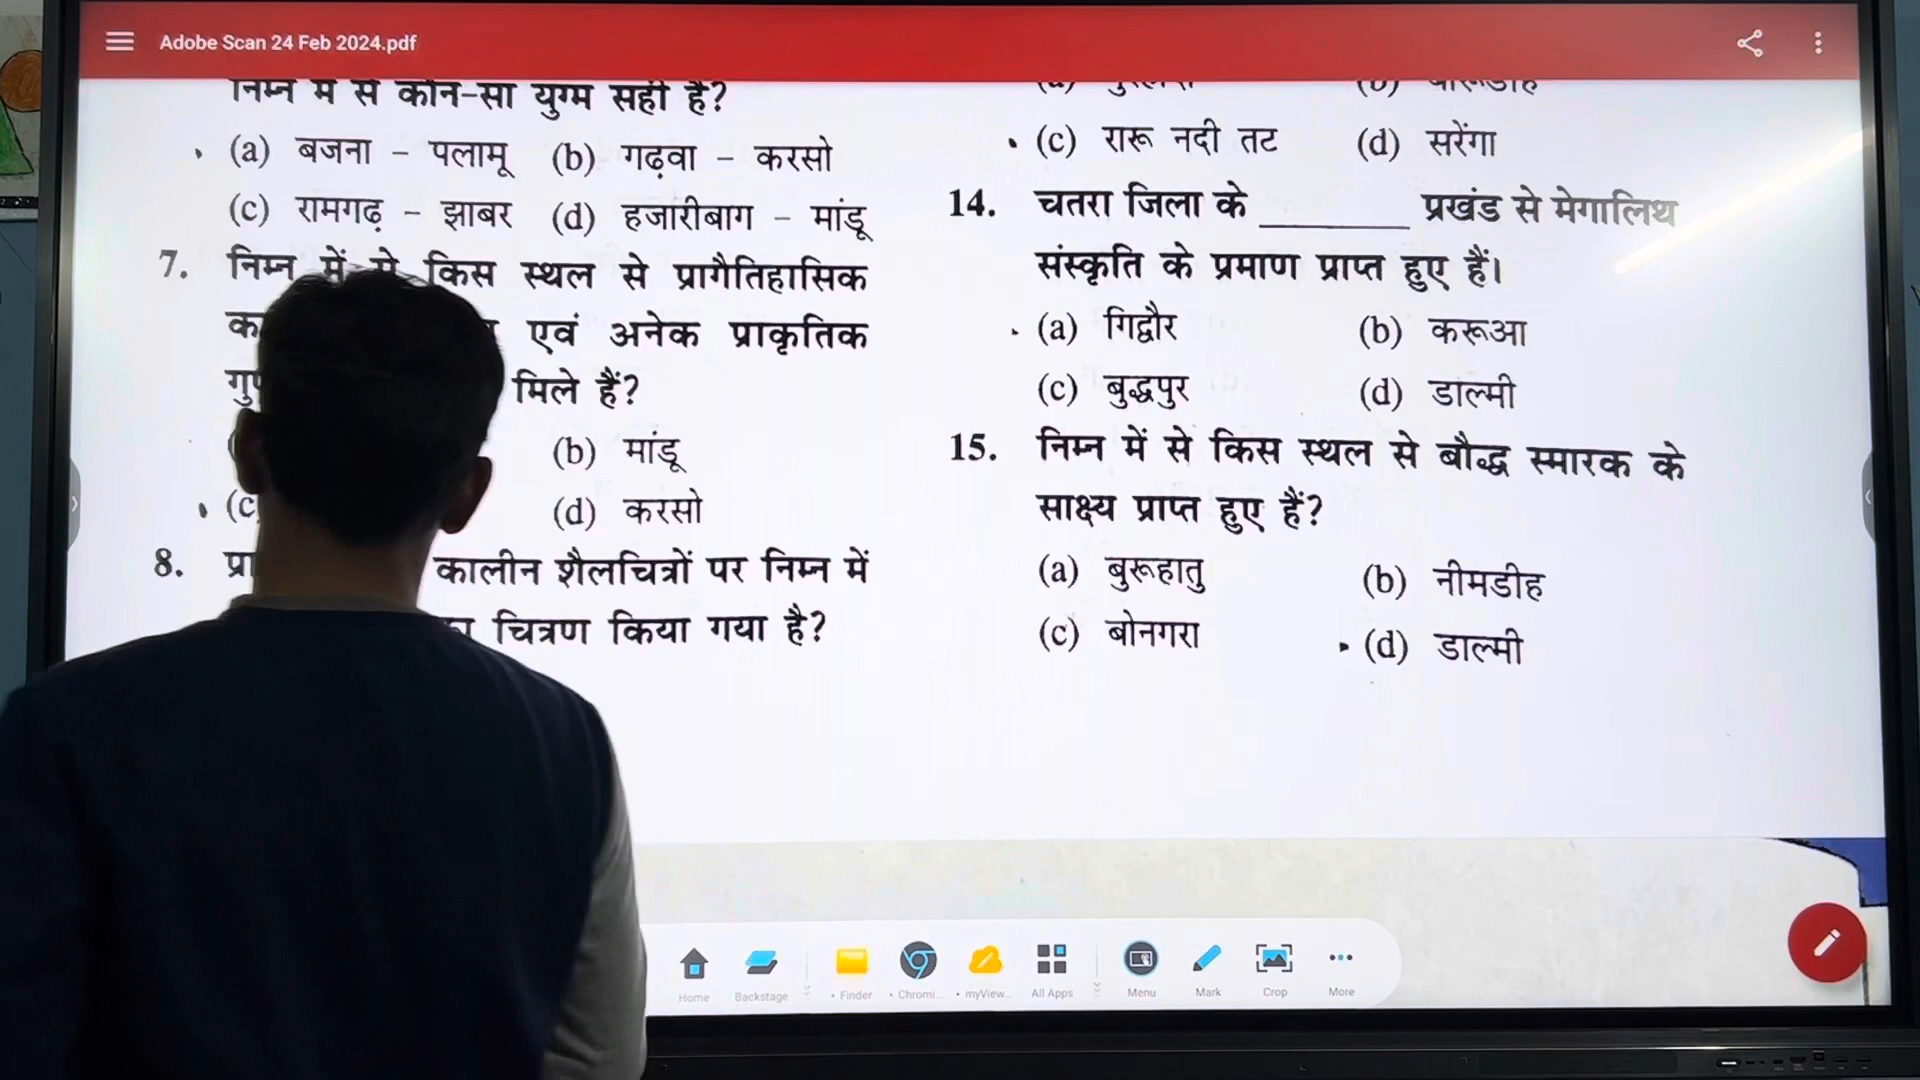 Adobe Scan 24 Feb 2024.pdf
निम्न में से कौन-सा युग्म सही है?
(a) बजना - पलामू (b) गढ़वा - करसो
(c) रामगढ़ - झाबर (d) हजारीबाग - मांडू
7. निम्न में से किस स्थल से प्रागैतिहासिक
एवं अनेक प्राकृतिक
मिले हैं?
(b) मांडू
(c (d) करसो
8. कालीन शैलचित्रों पर निम्न में
चित्रण किया गया है?
(c) रारू नदी तट (d) सरेंगा
14. चतरा जिला के ________ प्रखंड से मेगालिथ
संस्कृति के प्रमाण प्राप्त हुए हैं।
(a) गिद्वौर (b) करूआ
(c) बुद्धपुर (d) डाल्मी
15. निम्न में से किस स्थल से बौद्ध स्मारक के
साक्ष्य प्राप्त हुए हैं?
(a) बुरूहातु (b) नीमडीह
(c) बोनगरा (d) डाल्मी
Home Backstage Finder Chromi... myView... All Apps Menu Mark Crop More